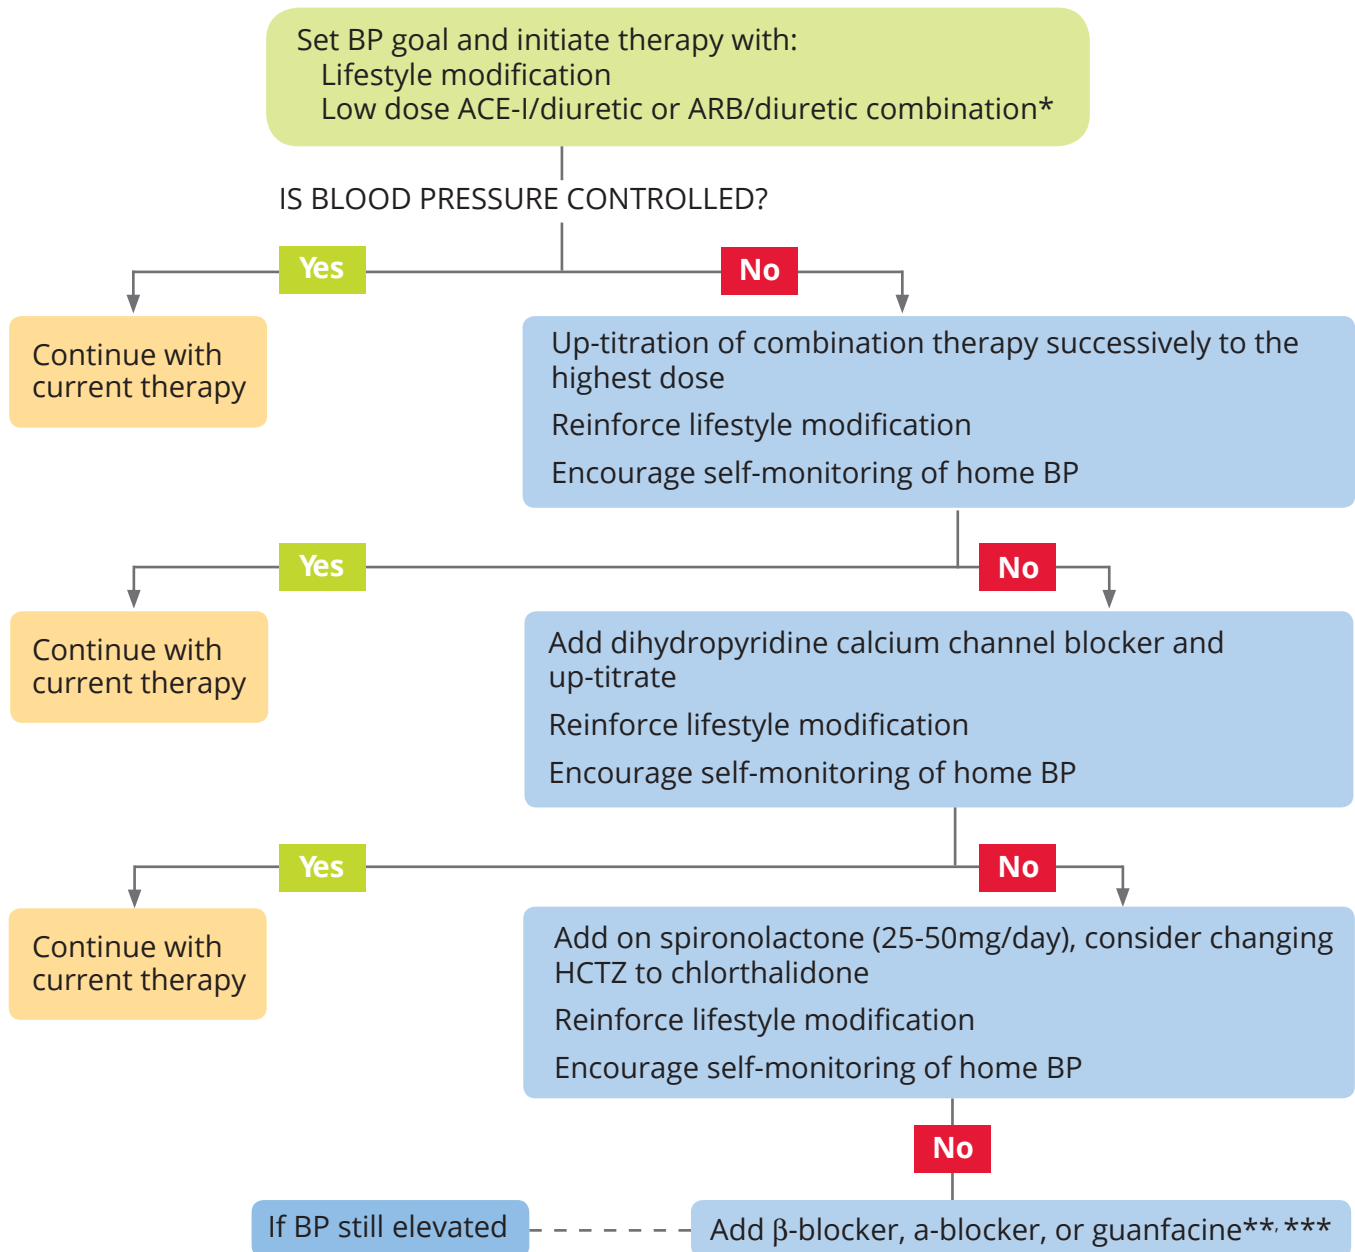 Set BP goal and initiate therapy with:
Lifestyle modification
Low dose ACE-I/diuretic or ARB/diuretic combination*
IS BLOOD PRESSURE CONTROLLED?
Yes
No
Continue with
current therapy
Up-titration of combination therapy successively to the
highest dose
Reinforce lifestyle modification
Encourage self-monitoring of home BP
Yes
No
Continue with
current therapy
Add dihydropyridine calcium channel blocker and
up-titrate
Reinforce lifestyle modification
Encourage self-monitoring of home BP
Yes
No
Continue with
current therapy
Add on spironolactone (25-50mg/day), consider changing
HCTZ to chlorthalidone
Reinforce lifestyle modification
Encourage self-monitoring of home BP
No
If BP still elevated
Add β-blocker, a-blocker, or guanfacine**, ***